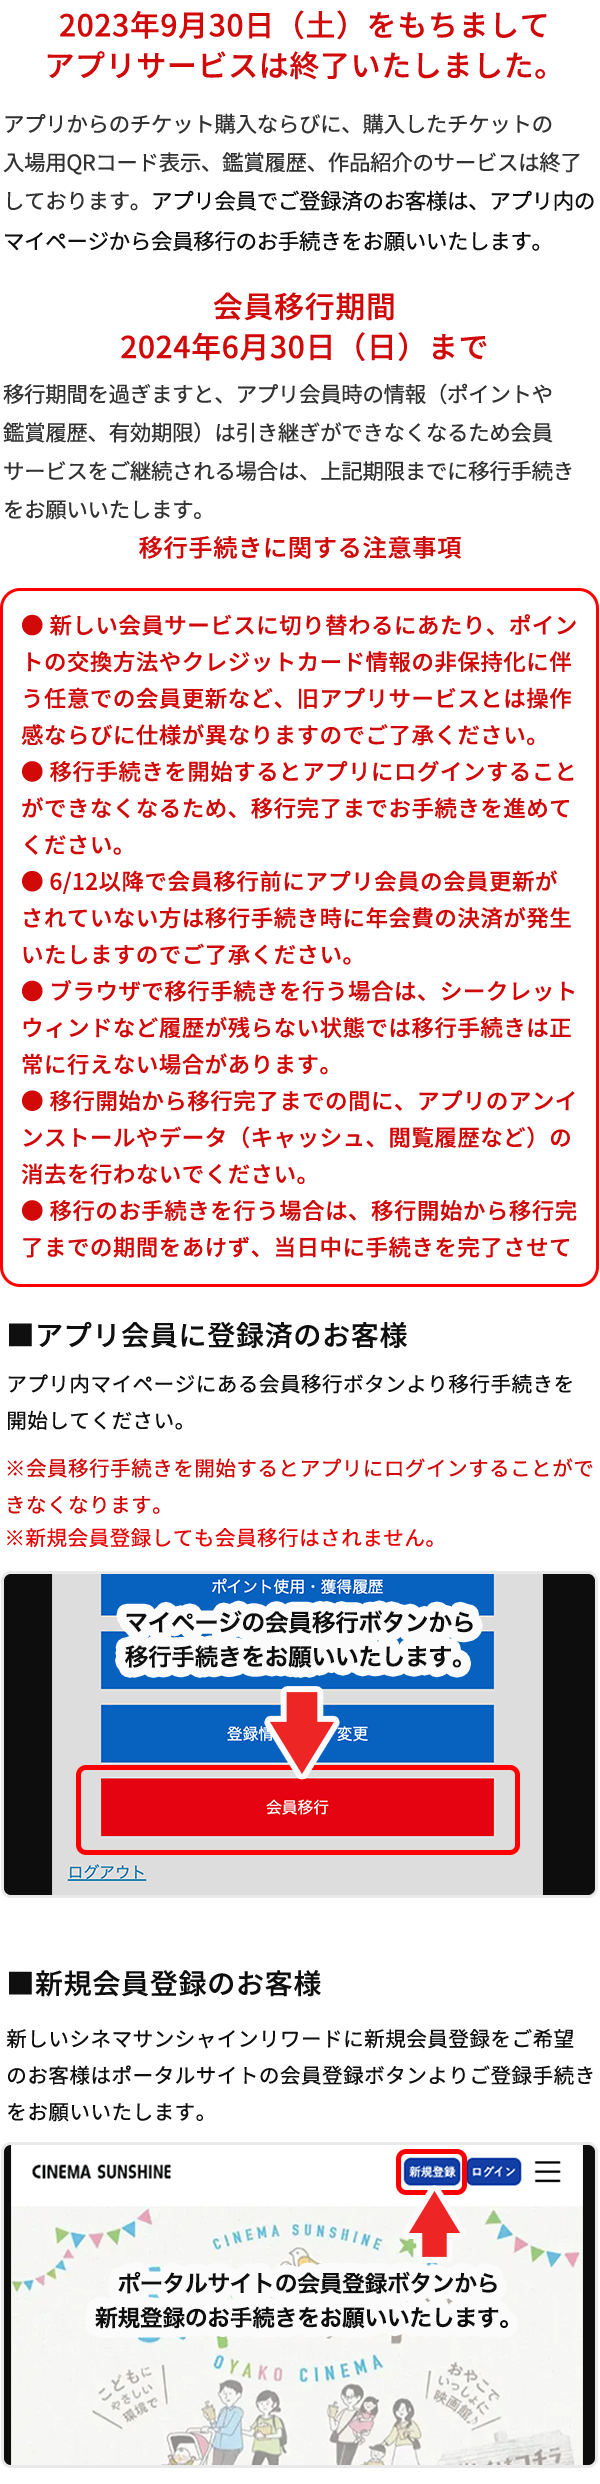 2023年9月30日（土）をもちまして
アプリサービスは終了いたしました。
アプリからのチケット購入ならびに、購入したチケットの
入場用QRコード表示、鑑賞履歴、作品紹介のサービスは終了
しております。アプリ会員でご登録済のお客様は、アプリ内の
マイページから会員移行のお手続きをお願いいたします。
会員移行期間
2024年6月30日（日）まで
移行期間を過ぎますと、アプリ会員時の情報（ポイントや
鑑賞履歴、有効期限）は引き継ぎができなくなるため会員
サービスをご継続される場合は、上記期限までに移行手続き
をお願いいたします。
移行手続きに関する注意事項
● 新しい会員サービスに切り替わるにあたり、ポイン
トの交換方法やクレジットカード情報の非保持化に伴
う任意での会員更新など、旧アプリサービスとは操作
感ならびに仕様が異なりますのでご了承ください。
● 移行手続きを開始するとアプリにログインすること
ができなくなるため、移行完了までお手続きを進めて
ください。
● 6/12以降で会員移行前にアプリ会員の会員更新が
されていない方は移行手続き時に年会費の決済が発生
いたしますのでご了承ください。
● ブラウザで移行手続きを行う場合は、シークレット
ウィンドなど履歴が残らない状態では移行手続きは正
常に行えない場合があります。
● 移行開始から移行完了までの間に、アプリのアンイ
ンストールやデータ（キャッシュ、閲覧履歴など）の
消去を行わないでください。
● 移行のお手続きを行う場合は、移行開始から移行完
了までの期間をあけず、当日中に手続きを完了させて
■アプリ会員に登録済のお客様
アプリ内マイページにある会員移行ボタンより移行手続きを
開始してください。
※会員移行手続きを開始するとアプリにログインすることがで
きなくなります。
※新規会員登録しても会員移行はされません。
ポイント使用・獲得履歴
マイページの会員移行ボタンから
移行手続きをお願いいたします。
登録情 変更
会員移行
ログアウト
■新規会員登録のお客様
新しいシネマサンシャインリワードに新規会員登録をご希望
のお客様はポータルサイトの会員登録ボタンよりご登録手続き
をお願いいたします。
CINEMA SUNSHINE 新規登録 ログイン
CINEMA SUNSHINE
ポータルサイトの会員登録ボタンから
新規登録のお手続きをお願いいたします。
OYAKO CINEMA
こどもに
やさしい
環境で
おやこで
いっしょに
映画館♪